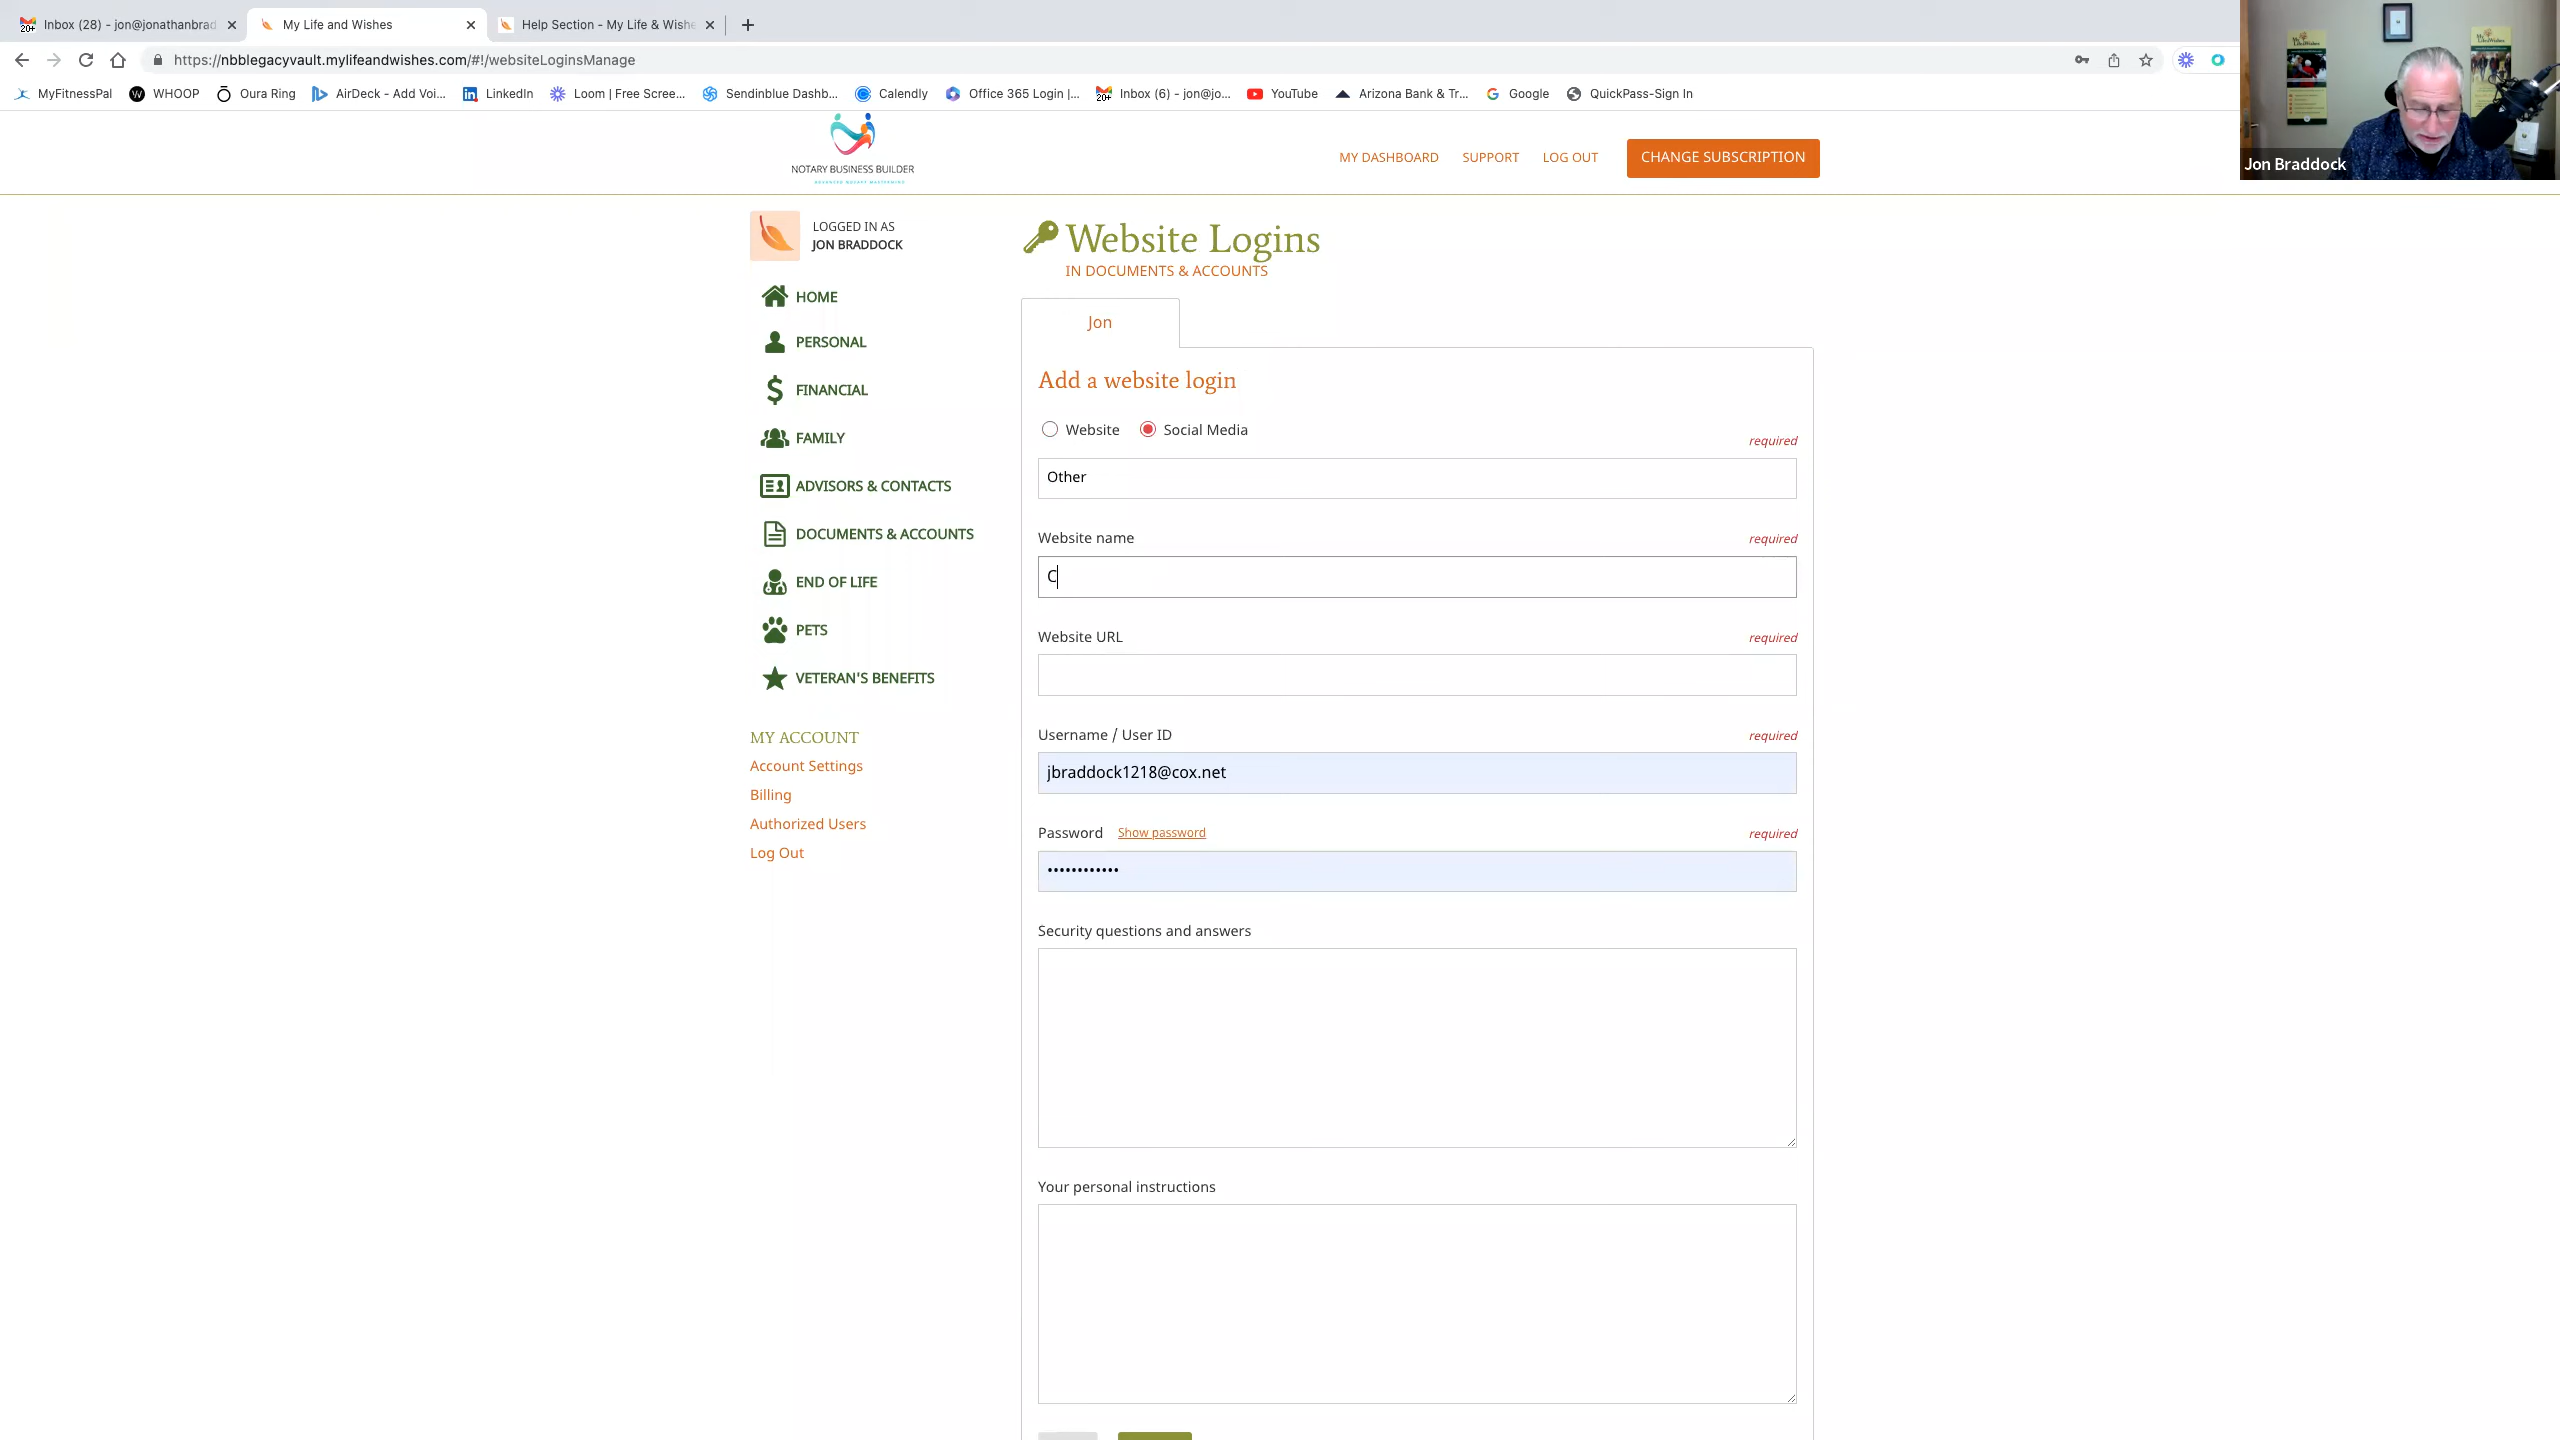 Inbox (28) - jon@jonathanbrad
My Life and Wishes
Help Section - My Life & Wishe
https://nbblegacyvault.mylifeandwishes.com/#!/websiteLoginsManage
MyFitnessPal
WHOOP
Oura Ring
AirDeck - Add Voi...
LinkedIn
Loom | Free Scree...
Sendinblue Dashb...
Calendly
Office 365 Login |...
Inbox (6) - jon@jo...
YouTube
Arizona Bank & Tr...
Google
QuickPass-Sign In
Jon Braddock
NOTARY BUSINESS BUILDER
MY DASHBOARD
SUPPORT
LOG OUT
CHANGE SUBSCRIPTION
LOGGED IN AS
JON BRADDOCK
HOME
PERSONAL
FINANCIAL
FAMILY
ADVISORS & CONTACTS
DOCUMENTS & ACCOUNTS
END OF LIFE
PETS
VETERAN'S BENEFITS
MY ACCOUNT
Account Settings
Billing
Authorized Users
Log Out
Website Logins
IN DOCUMENTS & ACCOUNTS
Jon
Add a website login
Website
Social Media
required
Other
Website name
required
C
Website URL
required
Username / User ID
required
jbraddock1218@cox.net
Password
Show password
required
••••••••••••
Security questions and answers
Your personal instructions